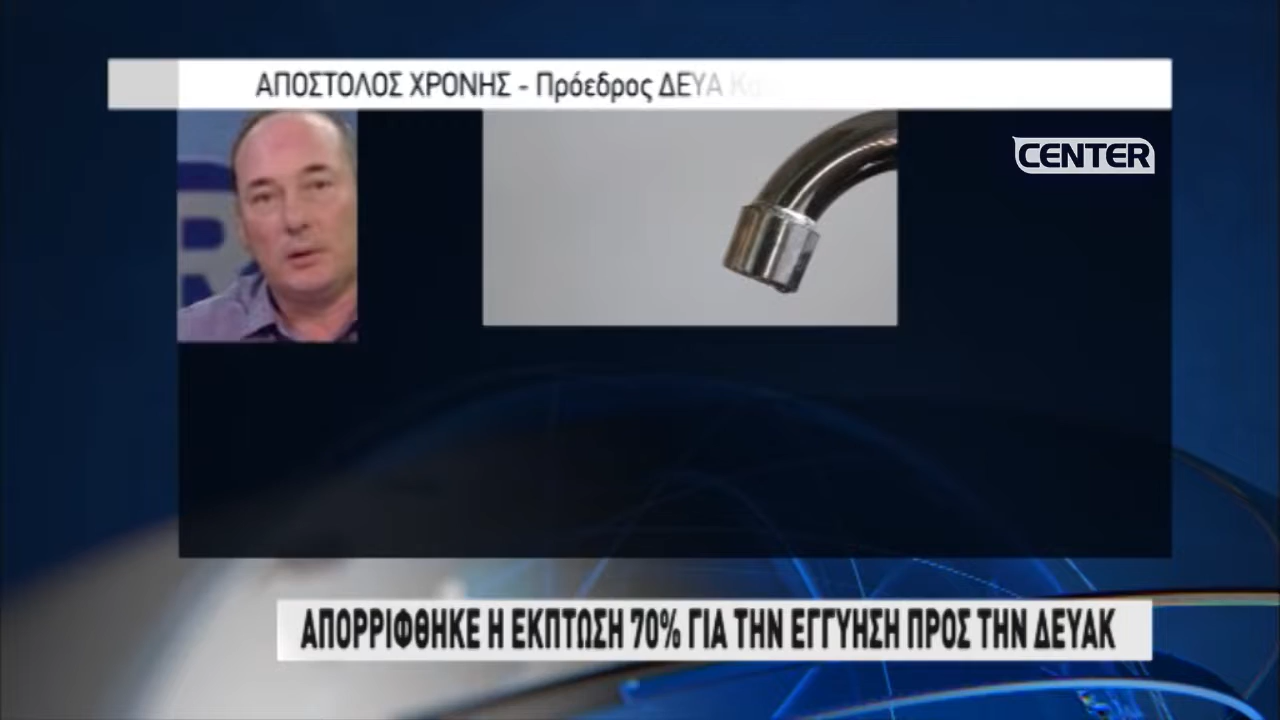 ΑΠΟΣΤΟΛΟΣ ΧΡΟΝΗΣ - Πρόεδρος ΔΕΥΑ
CENTER
ΑΠΟΡΡΙΦΘΗΚΕ Η ΕΚΠΤΩΣΗ 70% ΓΙΑ ΤΗΝ ΕΓΓΥΗΣΗ ΠΡΟΣ ΤΗΝ ΔΕΥΑΚ